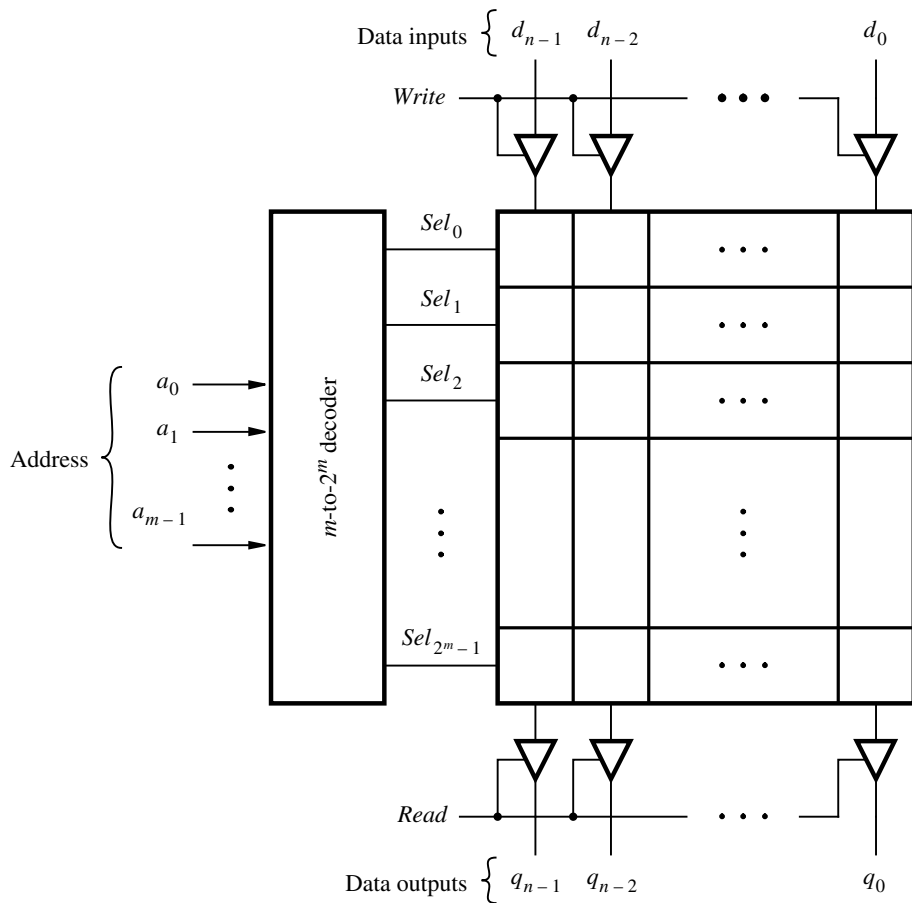 Data inputs { d_{n-1} d_{n-2} d_0
Write
Sel_0
Sel_1
Sel_2
Address
a_0
a_1
a_{m-1}
m-to-2^m decoder
Sel_{2^m-1}
Read
Data outputs { q_{n-1} q_{n-2} q_0